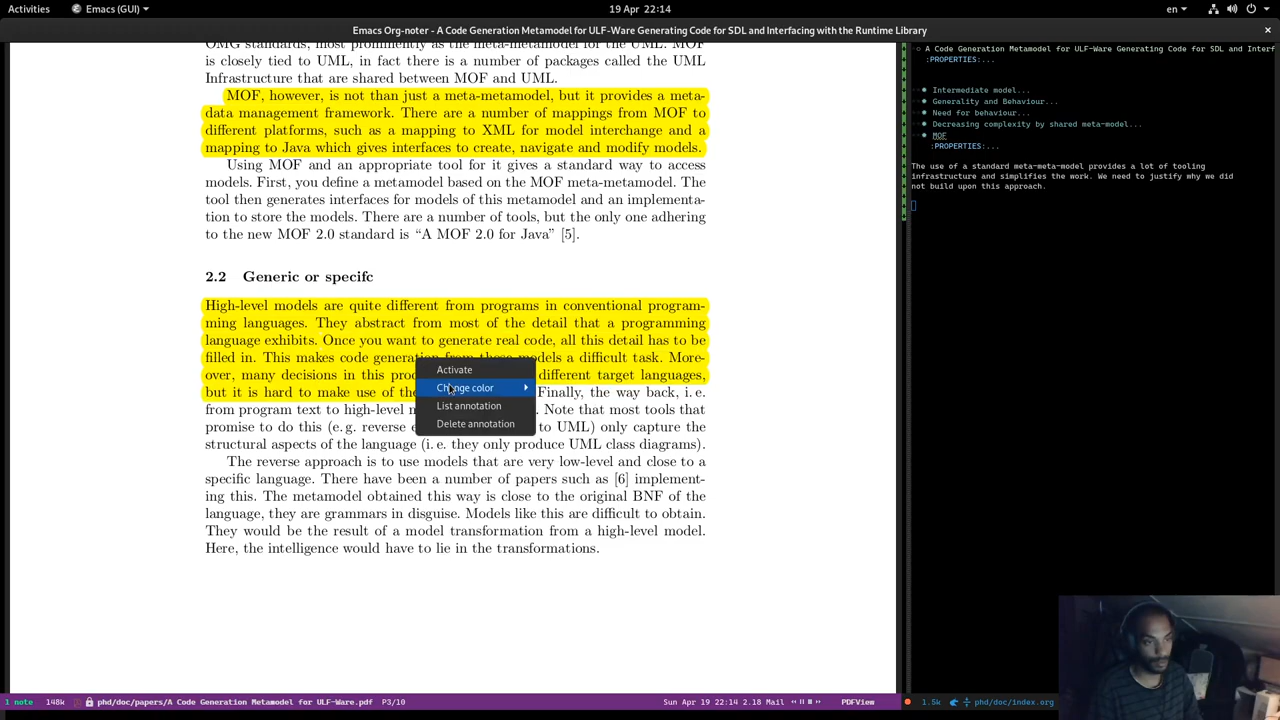 Activities
Emacs (GUI)
19 Apr 22:14
en
Emacs Org-noter - A Code Generation Metamodel for ULF-Ware Generating Code for SDL and Interfacing with the Runtime Library
OMG standards, most prominently as the meta-metamodel for the UML. MOF
is closely tied to UML, in fact there is a number of packages called the UML
Infrastructure that are shared between MOF and UML.
MOF, however, is not than just a meta-metamodel, but it provides a meta-
data management framework. There are a number of mappings from MOF to
different platforms, such as a mapping to XML for model interchange and a
mapping to Java which gives interfaces to create, navigate and modify models.
Using MOF and an appropriate tool for it gives a standard way to access
models. First, you define a metamodel based on the MOF meta-metamodel. The
tool then generates interfaces for models of this metamodel and an implementa-
tion to store the models. There are a number of tools, but the only one adhering
to the new MOF 2.0 standard is “A MOF 2.0 for Java” [5].
2.2 Generic or specifc
High-level models are quite different from programs in conventional program-
ming languages. They abstract from most of the detail that a programming
language exhibits. Once you want to generate real code, all this detail has to be
filled in. This makes code generation from these models a difficult task. More-
over, many decisions in this proc different target languages,
but it is hard to make use of the Finally, the way back, i. e.
from program text to high-level m . Note that most tools that
promise to do this (e. g. reverse e to UML) only capture the
structural aspects of the language (i. e. they only produce UML class diagrams).
The reverse approach is to use models that are very low-level and close to a
specific language. There have been a number of papers such as [6] implement-
ing this. The metamodel obtained this way is close to the original BNF of the
language, they are grammars in disguise. Models like this are difficult to obtain.
They would be the result of a model transformation from a high-level model.
Here, the intelligence would have to lie in the transformations.
Activate
Change color
List annotation
Delete annotation
A Code Generation Metamodel for ULF-Ware Generating Code for SDL and Interf
:PROPERTIES:...
Intermediate model...
Generality and Behaviour...
Need for behaviour...
Decreasing complexity by shared meta-model...
MOF
:PROPERTIES:...
The use of a standard meta-meta-model provides a lot of tooling
infrastructure and simplifies the work. We need to justify why we did
not build upon this approach.
1 note 148k phd/doc/papers/A Code Generation Metamodel for ULF-Ware.pdf P3/10 Sun Apr 19 22:14 2.18 Mail PDFView
1.5k phd/doc/index.org